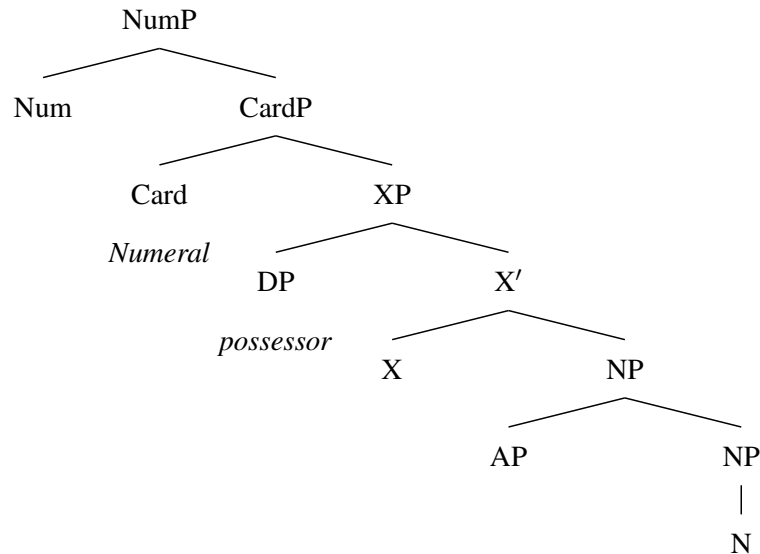 NumP
Num CardP
Card XP
Numeral
DP X′
possessor
X NP
AP NP
N